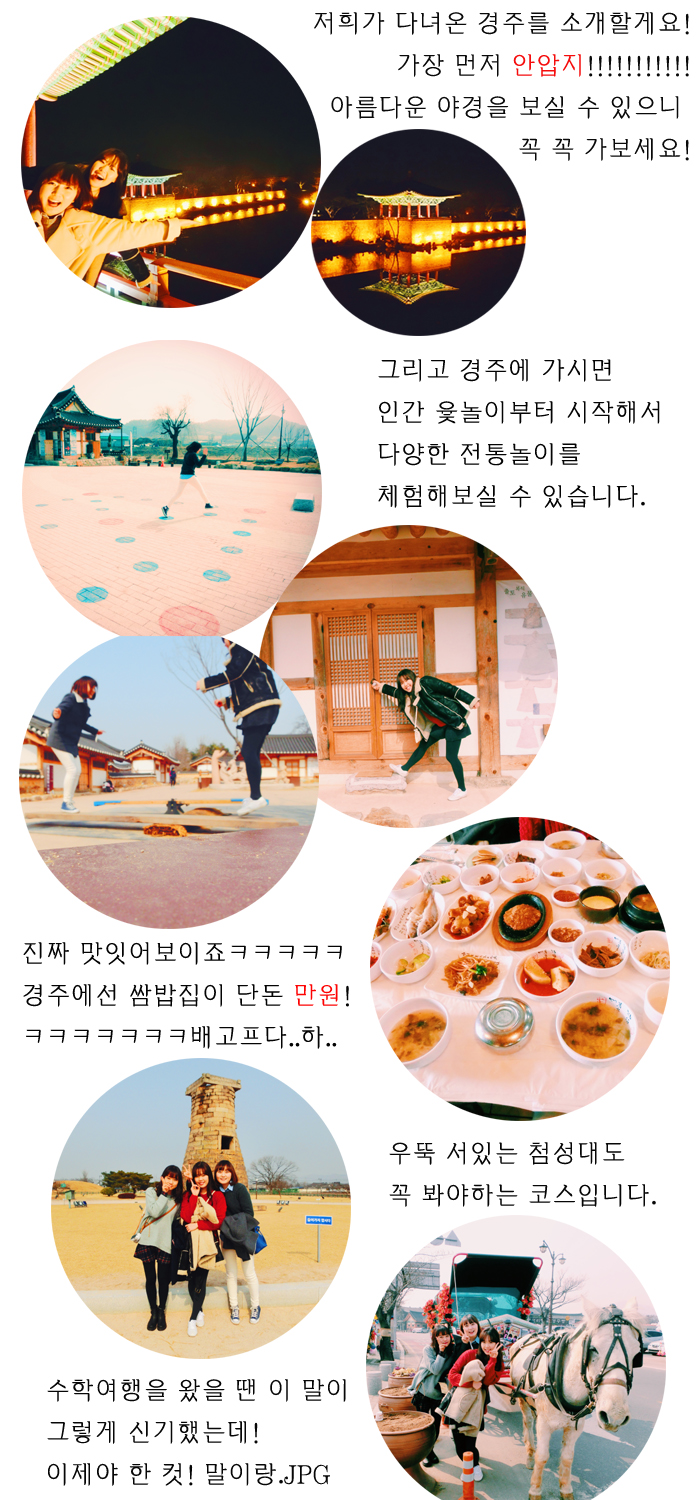 저희가 다녀온 경주를 소개할게요!
가장 먼저 안압지!!!!!!!!!!!
아름다운 야경을 보실 수 있으니
꼭 꼭 가보세요!
그리고 경주에 가시면
인간 윷놀이부터 시작해서
다양한 전통놀이를
체험해보실 수 있습니다.
진짜 맛잇어보이죠ㅋㅋㅋㅋㅋ
경주에선 쌈밥집이 단돈 만원!
ㅋㅋㅋㅋㅋㅋㅋ배고프다..하..
우뚝 서있는 첨성대도
꼭 봐야하는 코스입니다.
수학여행을 왔을 땐 이 말이
그렇게 신기했는데!
이제야 한 컷! 말이랑.JPG